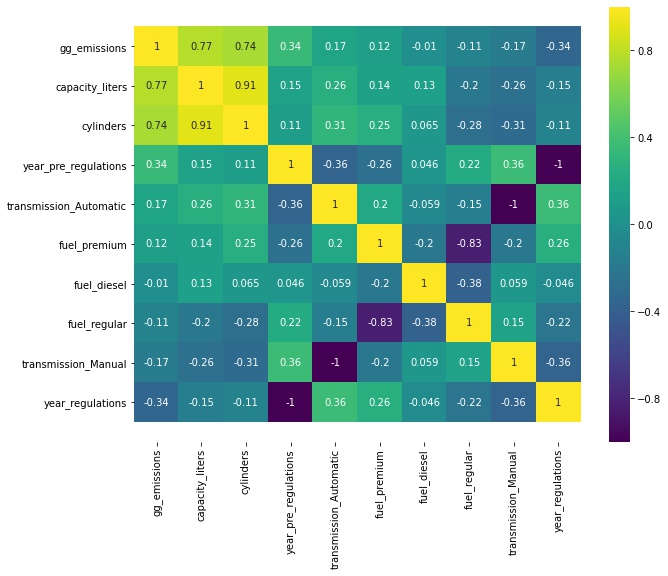 gg_emissions 1 0.77 0.74 0.34 0.17 0.12 -0.01 -0.11 -0.17 -0.34
capacity_liters 0.77 1 0.91 0.15 0.26 0.14 0.13 -0.2 -0.26 -0.15
cylinders 0.74 0.91 1 0.11 0.31 0.25 0.065 -0.28 -0.31 -0.11
year_pre_regulations 0.34 0.15 0.11 1 -0.36 -0.26 0.046 0.22 0.36 -1
transmission_Automatic 0.17 0.26 0.31 -0.36 1 0.2 -0.059 -0.15 -1 0.36
fuel_premium 0.12 0.14 0.25 -0.26 0.2 1 -0.2 -0.83 -0.2 0.26
fuel_diesel -0.01 0.13 0.065 0.046 -0.059 -0.2 1 -0.38 0.059 -0.046
fuel_regular -0.11 -0.2 -0.28 0.22 -0.15 -0.83 -0.38 1 0.15 -0.22
transmission_Manual -0.17 -0.26 -0.31 0.36 -1 -0.2 0.059 0.15 1 -0.36
year_regulations -0.34 -0.15 -0.11 -1 0.36 0.26 -0.046 -0.22 -0.36 1
gg_emissions
capacity_liters
cylinders
year_pre_regulations
transmission_Automatic
fuel_premium
fuel_diesel
fuel_regular
transmission_Manual
year_regulations
0.8
0.4
0.0
-0.4
-0.8